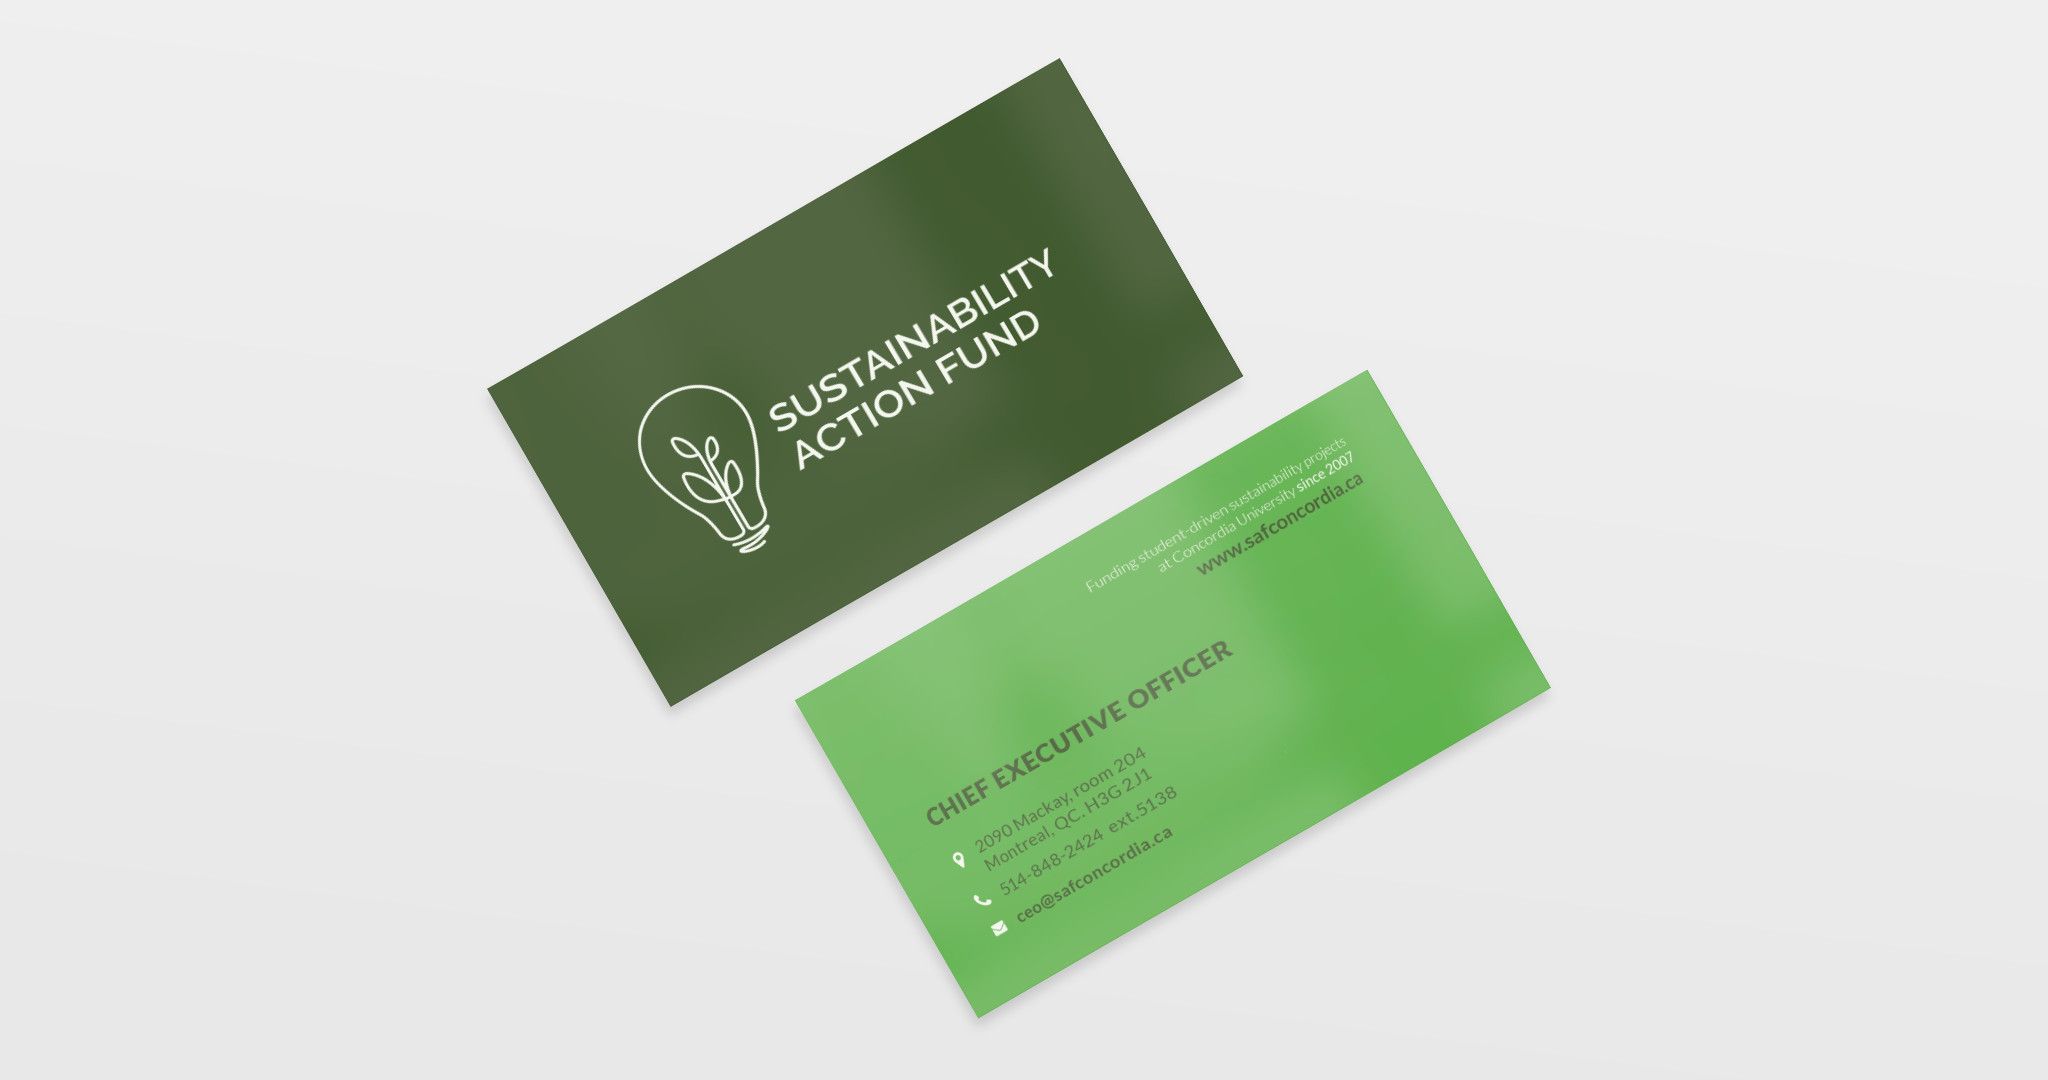 SUSTAINABILITY
ACTION FUND
Funding student-driven sustainability projects
at Concordia University since 2007
www.safconcordia.ca
CHIEF EXECUTIVE OFFICER
2090 Mackay, room 204
Montreal, QC. H3G 2J1
514-848-2424 ext.5138
ceo@safconcordia.ca